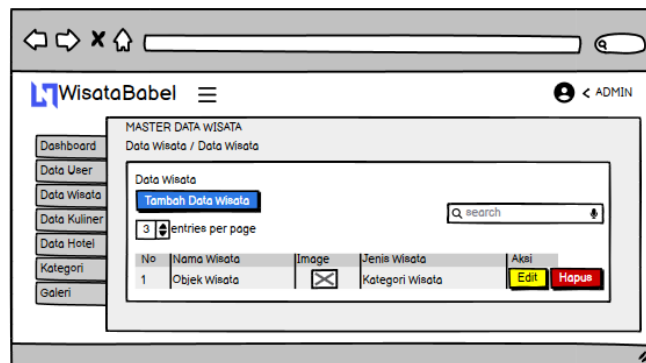 WisataBabel
< ADMIN
Dashboard
Data User
Data Wisata
Data Kuliner
Data Hotel
Kategori
Galeri
MASTER DATA WISATA
Data Wisata / Data Wisata
Data Wisata
Tambah Data Wisata
search
3 entries per page
No Nama Wisata Image Jenis Wisata Aksi
1 Objek Wisata Kategori Wisata Edit Hapus